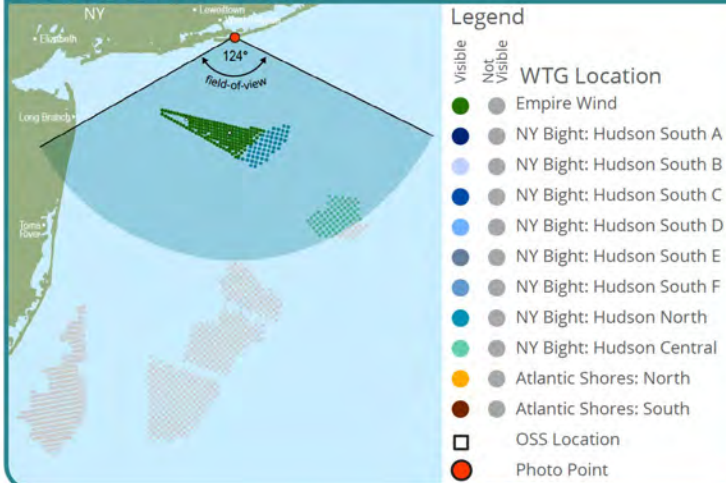 NY
Elizabeth
124°
field-of-view
Long Branch
Toms
River
Legend
Visible
Not
Visible
WTG Location
Empire Wind
NY Bight: Hudson South A
NY Bight: Hudson South B
NY Bight: Hudson South C
NY Bight: Hudson South D
NY Bight: Hudson South E
NY Bight: Hudson South F
NY Bight: Hudson North
NY Bight: Hudson Central
Atlantic Shores: North
Atlantic Shores: South
OSS Location
Photo Point